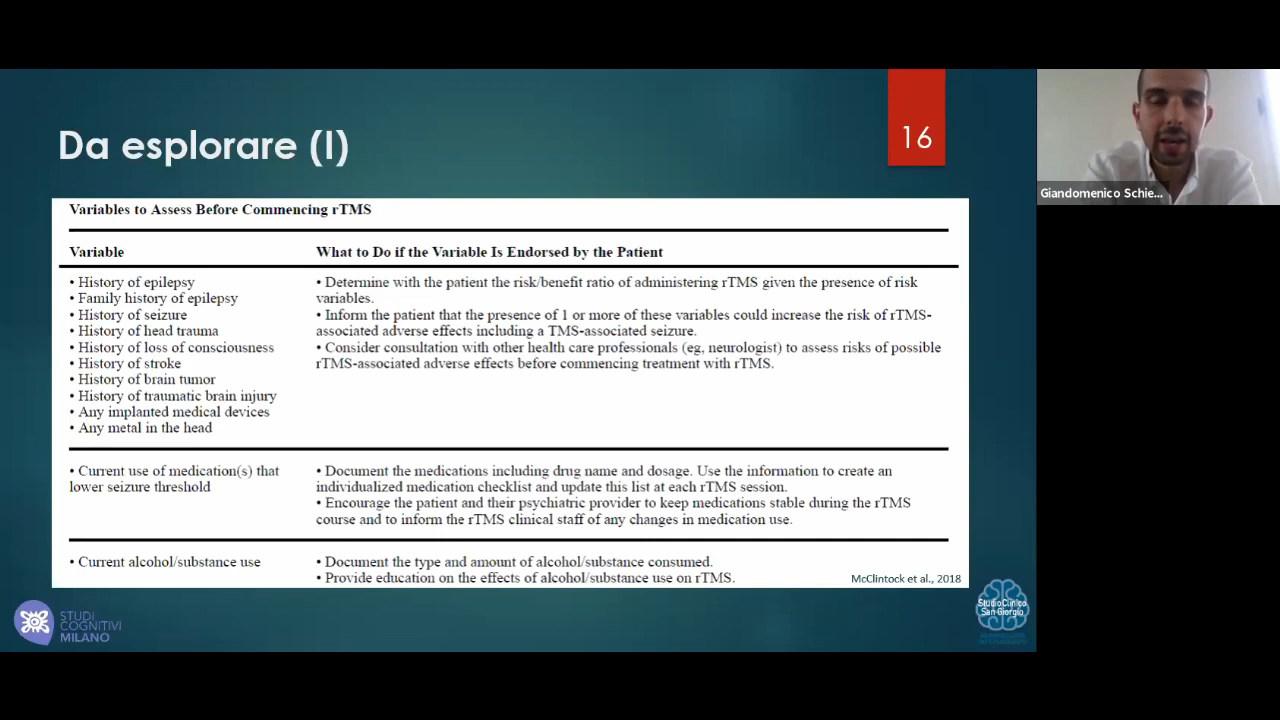 Da esplorare (I)
16
Giandomenico Schie...
Variables to Assess Before Commencing rTMS
Variable
What to Do if the Variable Is Endorsed by the Patient
• History of epilepsy
• Family history of epilepsy
• History of seizure
• History of head trauma
• History of loss of consciousness
• History of stroke
• History of brain tumor
• History of traumatic brain injury
• Any implanted medical devices
• Any metal in the head
• Determine with the patient the risk/benefit ratio of administering rTMS given the presence of risk
variables.
• Inform the patient that the presence of 1 or more of these variables could increase the risk of rTMS-
associated adverse effects including a TMS-associated seizure.
• Consider consultation with other health care professionals (eg, neurologist) to assess risks of possible
rTMS-associated adverse effects before commencing treatment with rTMS.
• Current use of medication(s) that
lower seizure threshold
• Document the medications including drug name and dosage. Use the information to create an
individualized medication checklist and update this list at each rTMS session.
• Encourage the patient and their psychiatric provider to keep medications stable during the rTMS
course and to inform the rTMS clinical staff of any changes in medication use.
• Current alcohol/substance use
• Document the type and amount of alcohol/substance consumed.
• Provide education on the effects of alcohol/substance use on rTMS.
McClintock et al., 2018
STUDI
COGNITIVI
MILANO
StudioClinico
San Giorgio